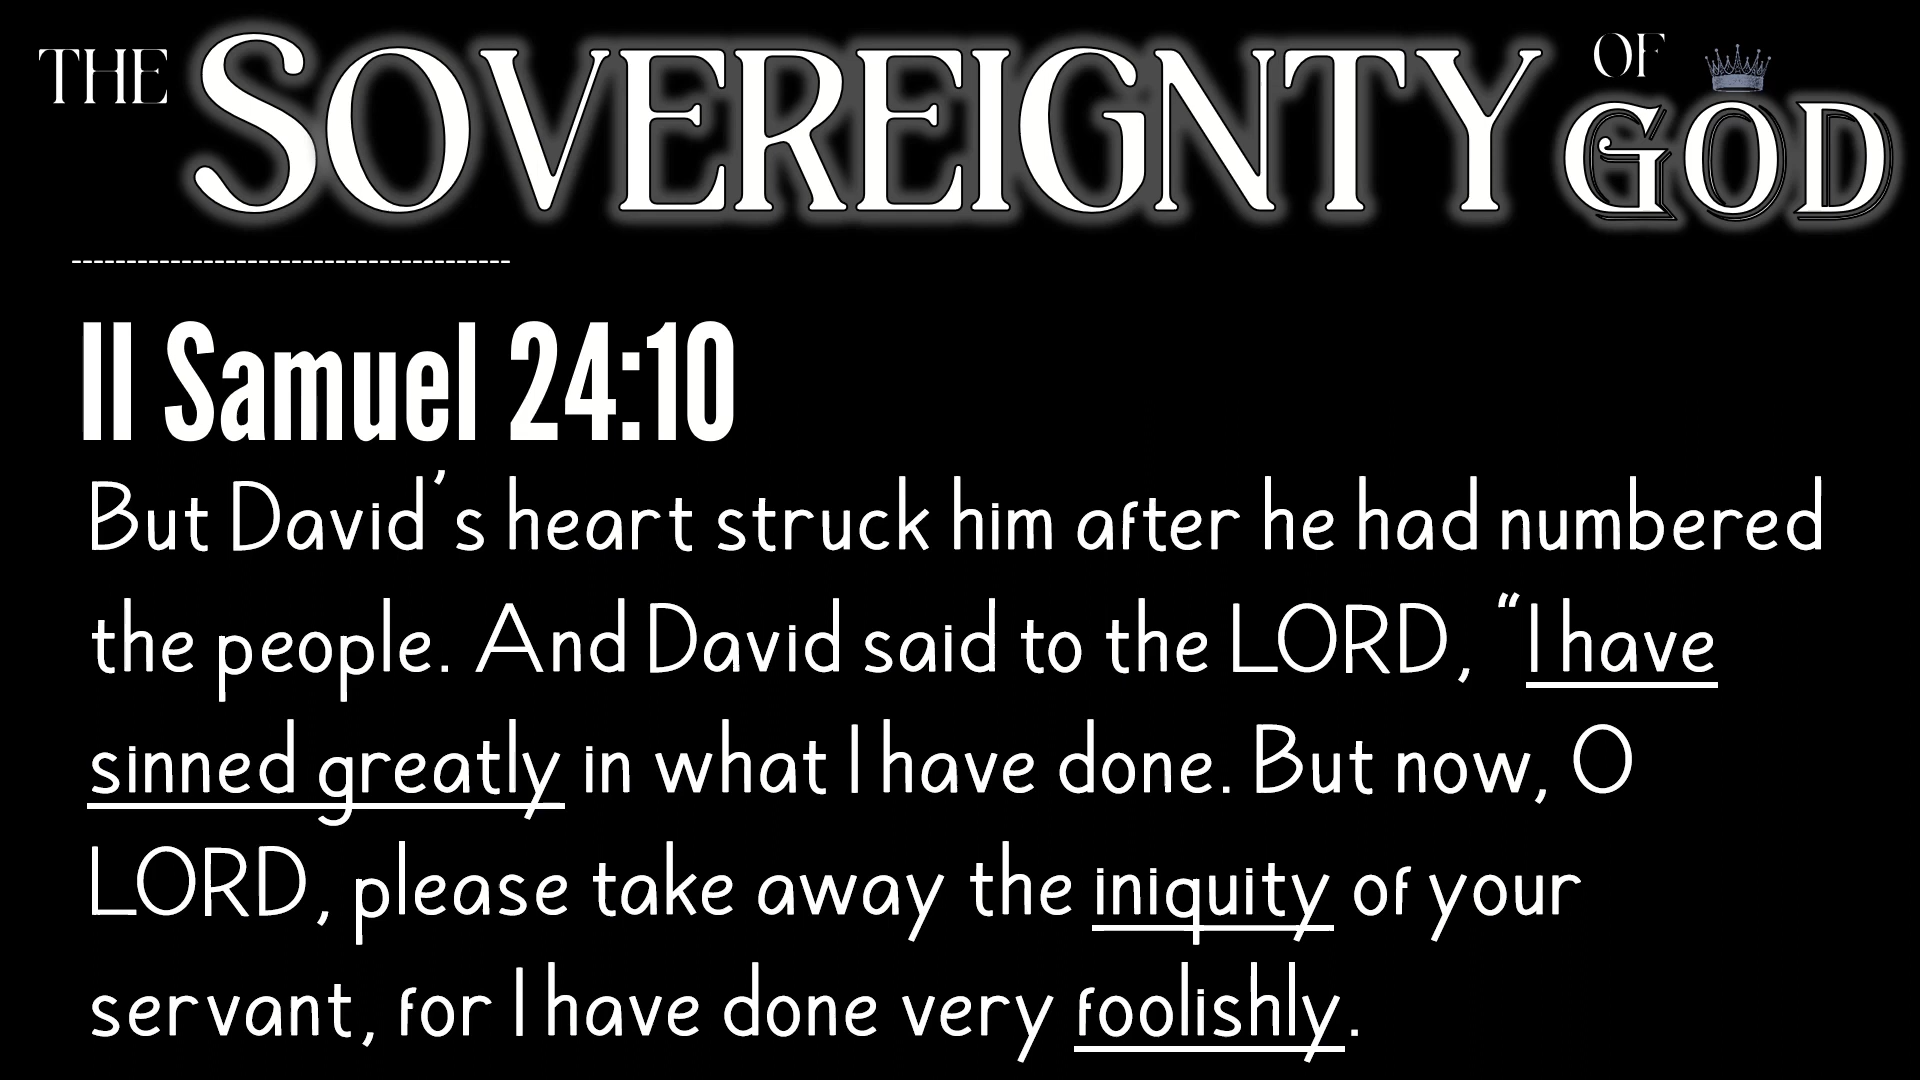 THE SOVEREIGNTY OF GOD
---------------------------------------
II Samuel 24:10
But David's heart struck him after he had numbered
the people. And David said to the LORD, “I have
sinned greatly in what I have done. But now, O
LORD, please take away the iniquity of your
servant, for I have done very foolishly.